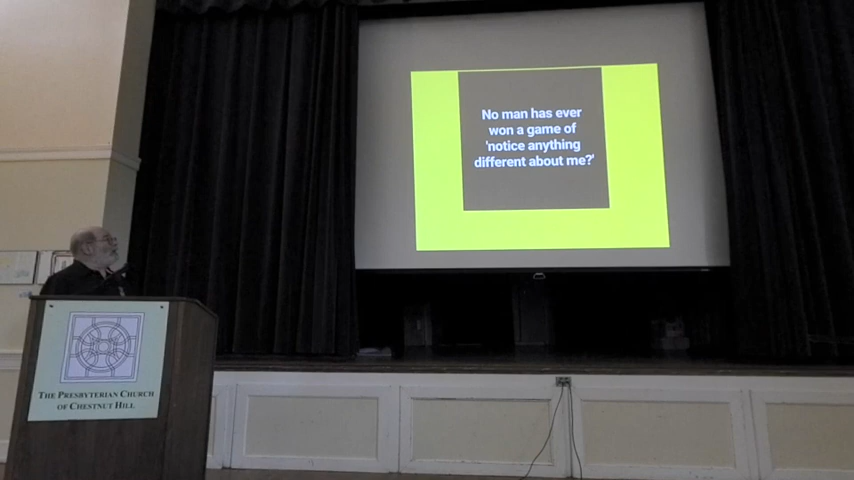 No man has ever
won a game of
'notice anything
different about me?'
THE PRESBYTERIAN CHURCH
OF CHESTNUT HILL